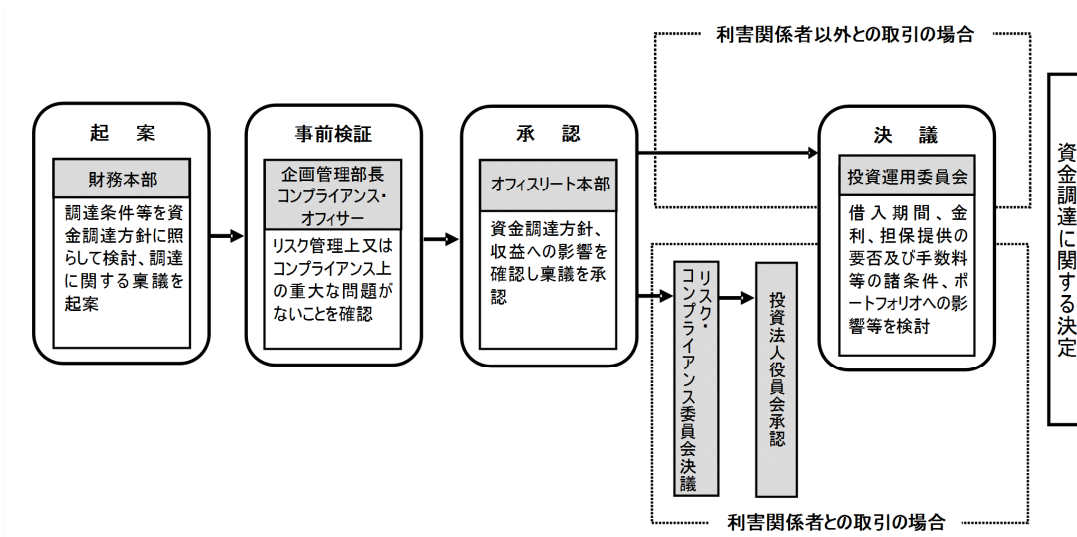 利害関係者以外との取引の場合
起　案
財務本部
調達条件等を資
金調達方針に照
らして検討、調達
に関する稟議を
起案
事前検証
企画管理部長
コンプライアンス・
オフィサー
リスク管理上又は
コンプライアンス上
の重大な問題が
ないことを確認
承　認
オフィスリート本部
資金調達方針、
収益への影響を
確認し稟議を承
認
リスク・
コンプライアンス委員会決議
投資法人役員会承認
決　議
投資運用委員会
借入期間、金
利、担保提供の
要否及び手数料
等の諸条件、ポ
ートフォリオへの影
響等を検討
資金調達に関する決定
利害関係者との取引の場合